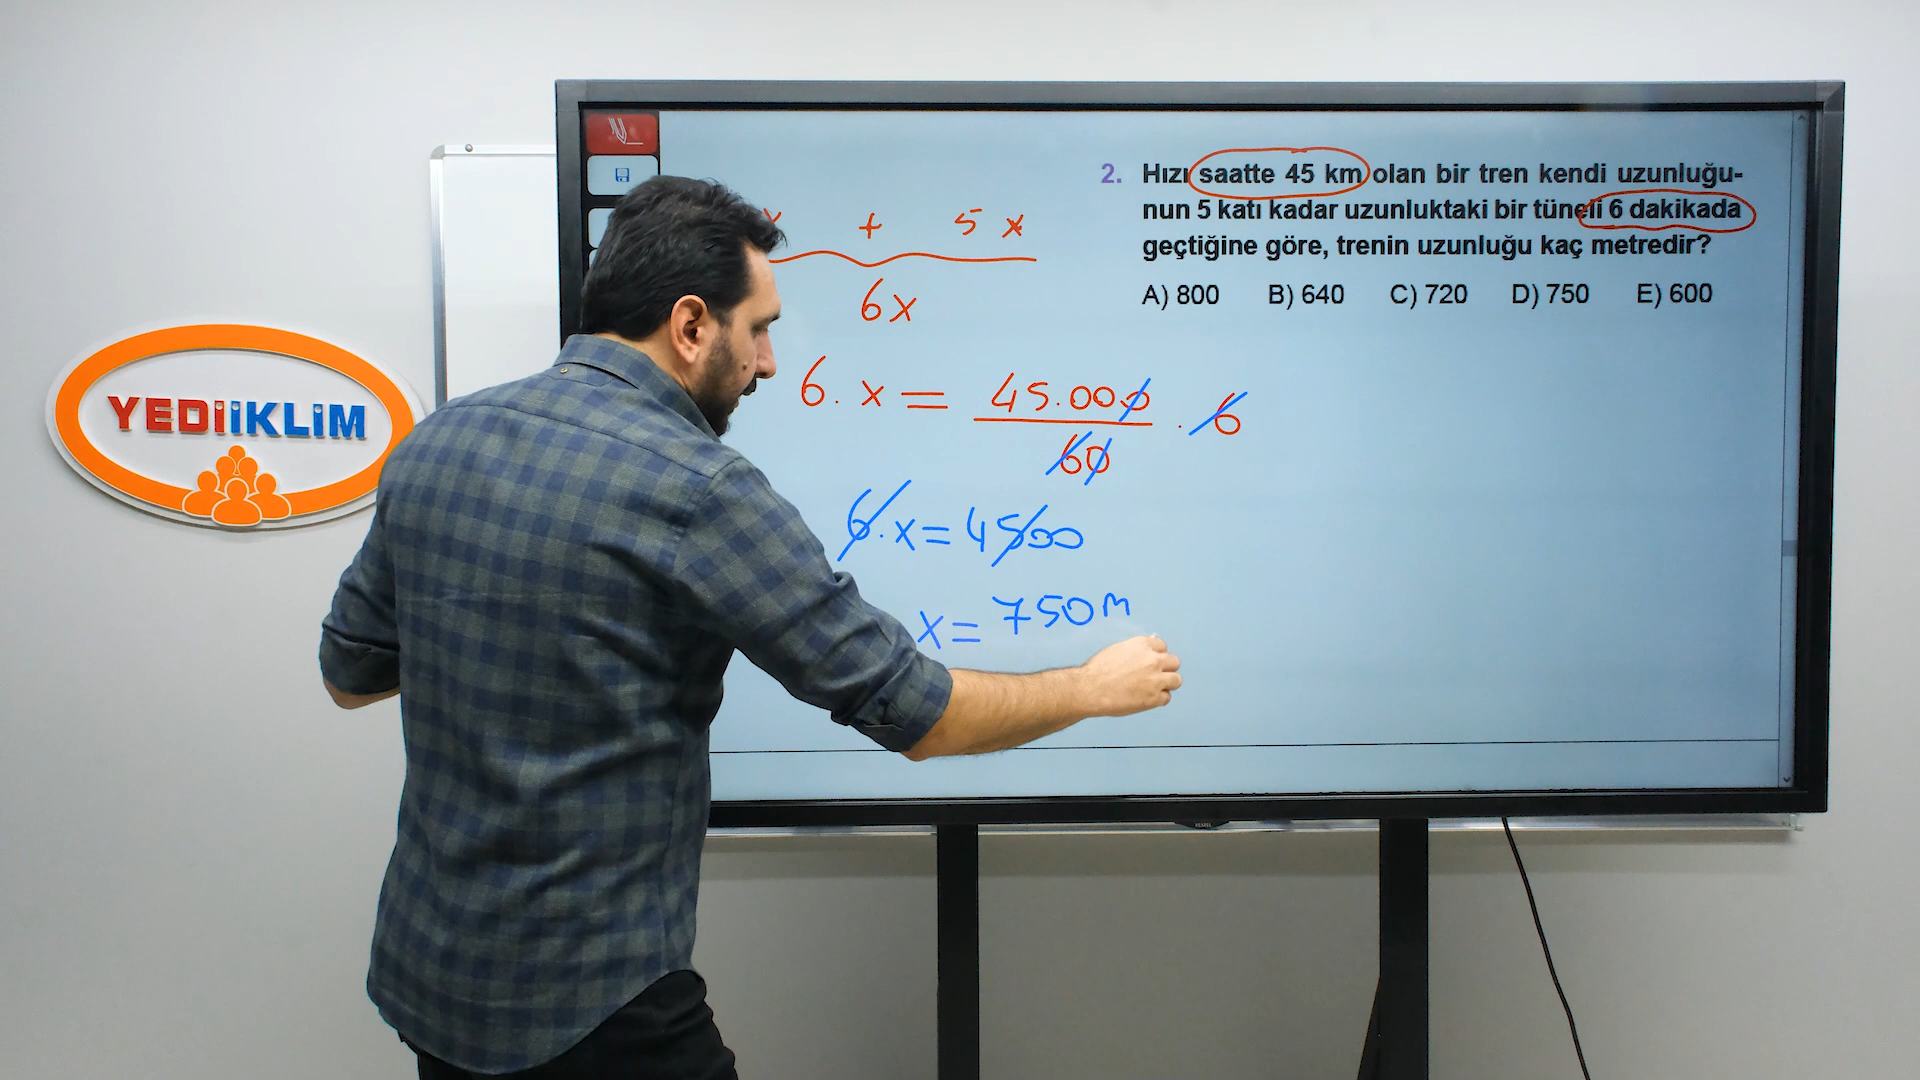 YEDiiKLiM
2. Hızı saatte 45 km olan bir tren kendi uzunluğu-
nun 5 katı kadar uzunluktaki bir tüneli 6 dakikada
geçtiğine göre, trenin uzunluğu kaç metredir?
A) 800 B) 640 C) 720 D) 750 E) 600
x + 5 x
6x
6. x = 45.000 . 6
60
6. x = 4500
x = 750 m